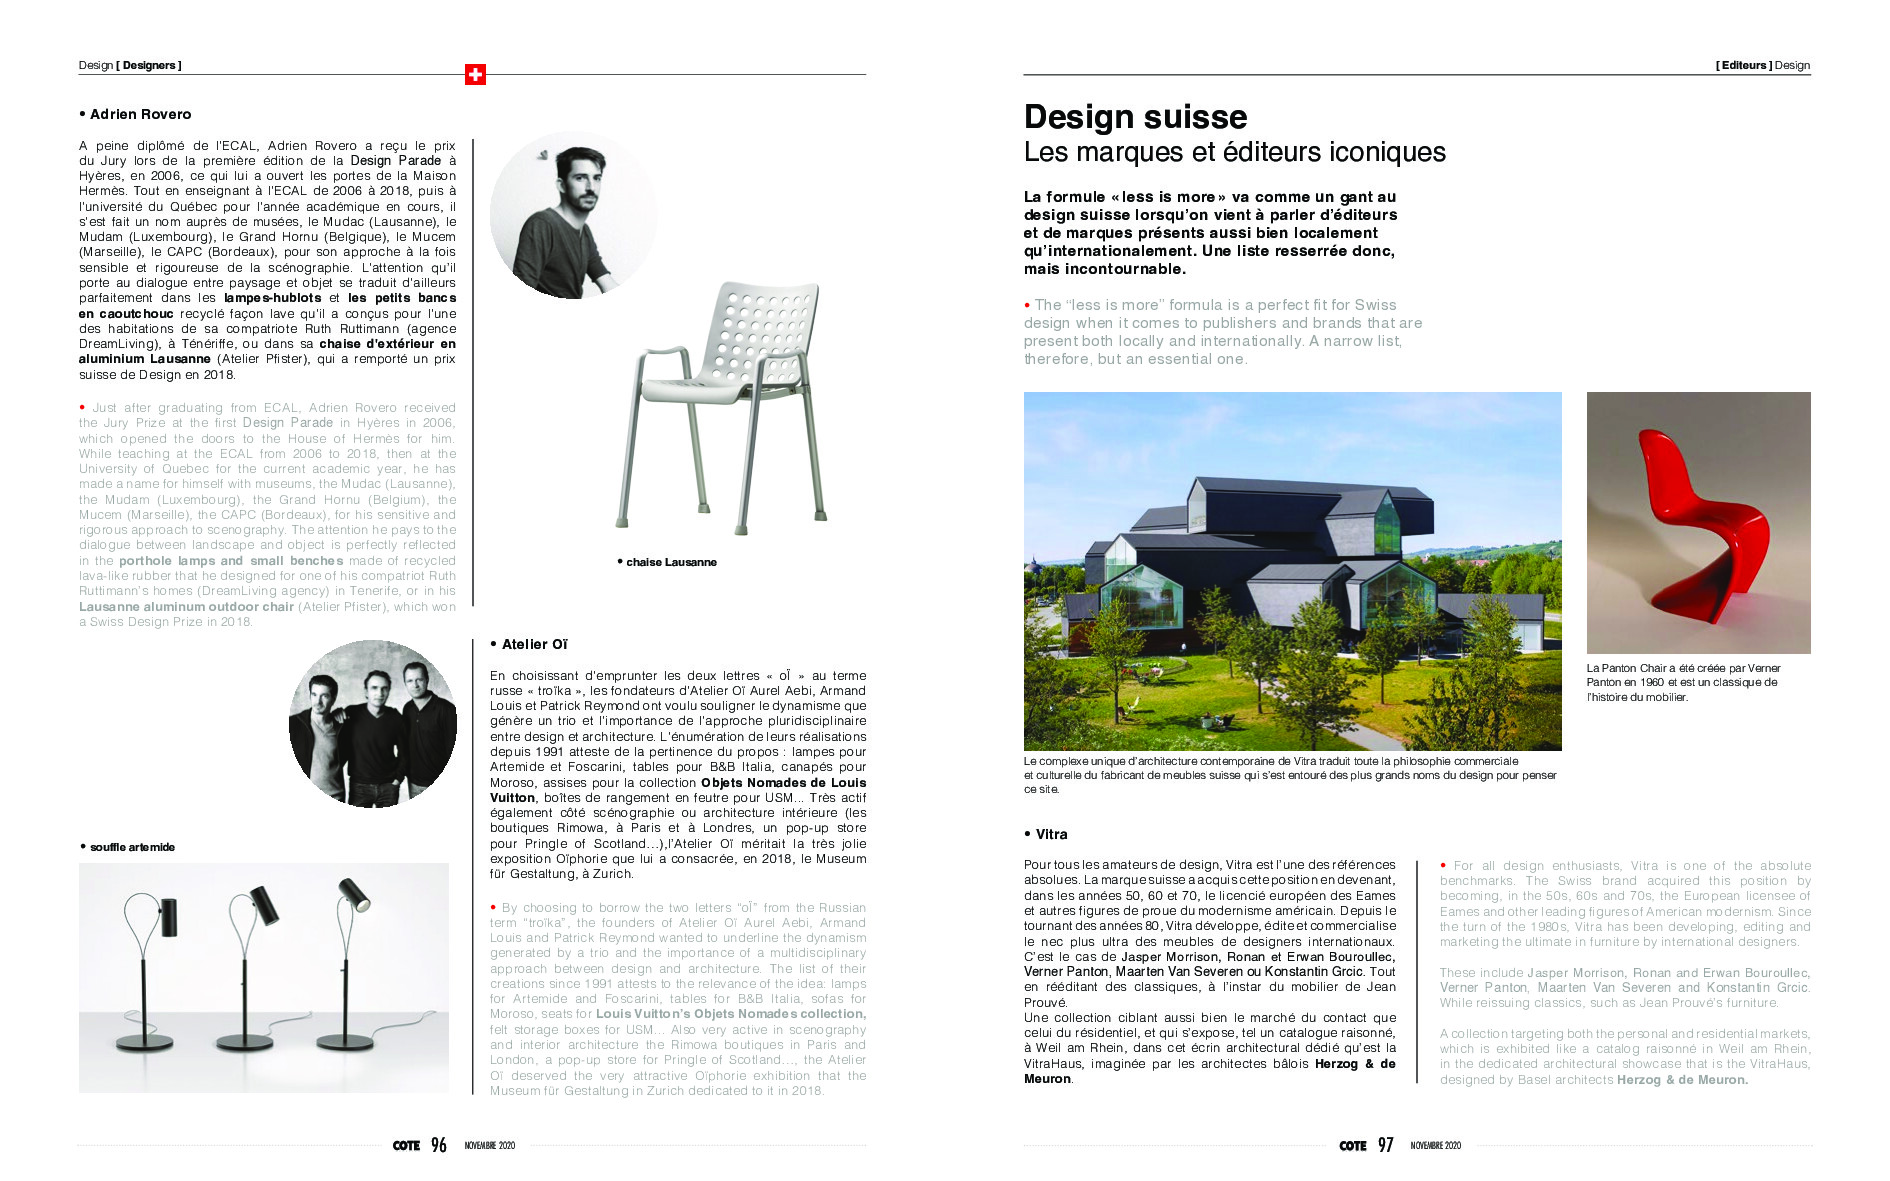 Design [ Designers ]
• Adrien Rovero
A peine diplômé de l'ECAL, Adrien Rovero a reçu le prix
du Jury lors de la première édition de la Design Parade à
Hyères, en 2006, ce qui lui a ouvert les portes de la Maison
Hermès. Tout en enseignant à l'ECAL de 2006 à 2018, puis à
l'université du Québec pour l'année académique en cours, il
s'est fait un nom auprès de musées, le Mudac (Lausanne), le
Mudam (Luxembourg), le Grand Hornu (Belgique), le Mucem
(Marseille), le CAPC (Bordeaux), pour son approche à la fois
sensible et rigoureuse de la scénographie. L'attention qu'il
porte au dialogue entre paysage et objet se traduit d'ailleurs
parfaitement dans les lampes-hublots et les petits bancs
en caoutchouc recyclé façon lave qu'il a conçus pour l'une
des habitations de sa compatriote Ruth Ruttimann (agence
DreamLiving), à Ténériffe, ou dans sa chaise d'extérieur en
aluminium Lausanne (Atelier Pfister), qui a remporté un prix
suisse de Design en 2018.
• Just after graduating from ECAL, Adrien Rovero received
the Jury Prize at the first Design Parade in Hyères in 2006,
which opened the doors to the House of Hermès for him.
While teaching at the ECAL from 2006 to 2018, then at the
University of Quebec for the current academic year, he has
made a name for himself with museums, the Mudac (Lausanne),
the Mudam (Luxembourg), the Grand Hornu (Belgium), the
Mucem (Marseille), the CAPC (Bordeaux), for his sensitive and
rigorous approach to scenography. The attention he pays to the
dialogue between landscape and object is perfectly reflected
in the porthole lamps and small benches made of recycled
lava-like rubber that he designed for one of his compatriot Ruth
Ruttimann's homes (DreamLiving agency) in Tenerife, or in his
Lausanne aluminum outdoor chair (Atelier Pfister), which won
a Swiss Design Prize in 2018.
• chaise Lausanne
• souffle artemide
• Atelier Oï
En choisissant d'emprunter les deux lettres « oÏ » au terme
russe « troïka », les fondateurs d'Atelier Oï Aurel Aebi, Armand
Louis et Patrick Reymond ont voulu souligner le dynamisme que
génère un trio et l'importance de l'approche pluridisciplinaire
entre design et architecture. L'énumération de leurs réalisations
depuis 1991 atteste de la pertinence du propos : lampes pour
Artemide et Foscarini, tables pour B&B Italia, canapés pour
Moroso, assises pour la collection Objets Nomades de Louis
Vuitton, boîtes de rangement en feutre pour USM... Très actif
également côté scénographie ou architecture intérieure (les
boutiques Rimowa, à Paris et à Londres, un pop-up store
pour Pringle of Scotland...),l'Atelier Oï méritait la très jolie
exposition Oïphorie que lui a consacrée, en 2018, le Museum
für Gestaltung, à Zurich.
• By choosing to borrow the two letters “oÏ” from the Russian
term “troïka”, the founders of Atelier Oï Aurel Aebi, Armand
Louis and Patrick Reymond wanted to underline the dynamism
generated by a trio and the importance of a multidisciplinary
approach between design and architecture. The list of their
creations since 1991 attests to the relevance of the idea: lamps
for Artemide and Foscarini, tables for B&B Italia, sofas for
Moroso, seats for Louis Vuitton's Objets Nomades collection,
felt storage boxes for USM... Also very active in scenography
and interior architecture the Rimowa boutiques in Paris and
London, a pop-up store for Pringle of Scotland..., the Atelier
Oï deserved the very attractive Oïphorie exhibition that the
Museum für Gestaltung in Zurich dedicated to it in 2018.
COTE 96 NOVEMBRE 2020
[ Editeurs ] Design
Design suisse
Les marques et éditeurs iconiques
La formule « less is more » va comme un gant au
design suisse lorsqu'on vient à parler d'éditeurs
et de marques présents aussi bien localement
qu'internationalement. Une liste resserrée donc,
mais incontournable.
• The “less is more” formula is a perfect fit for Swiss
design when it comes to publishers and brands that are
present both locally and internationally. A narrow list,
therefore, but an essential one.
La Panton Chair a été créée par Verner
Panton en 1960 et est un classique de
l'histoire du mobilier.
Le complexe unique d'architecture contemporaine de Vitra traduit toute la philosophie commerciale
et culturelle du fabricant de meubles suisse qui s'est entouré des plus grands noms du design pour penser
ce site.
• Vitra
Pour tous les amateurs de design, Vitra est l'une des références
absolues. La marque suisse a acquis cette position en devenant,
dans les années 50, 60 et 70, le licencié européen des Eames
et autres figures de proue du modernisme américain. Depuis le
tournant des années 80, Vitra développe, édite et commercialise
le nec plus ultra des meubles de designers internationaux.
C'est le cas de Jasper Morrison, Ronan et Erwan Bouroullec,
Verner Panton, Maarten Van Severen ou Konstantin Grcic. Tout
en rééditant des classiques, à l'instar du mobilier de Jean
Prouvé.
Une collection ciblant aussi bien le marché du contact que
celui du résidentiel, et qui s'expose, tel un catalogue raisonné,
à Weil am Rhein, dans cet écrin architectural dédié qu'est la
VitraHaus, imaginée par les architectes bâlois Herzog & de
Meuron.
• For all design enthusiasts, Vitra is one of the absolute
benchmarks. The Swiss brand acquired this position by
becoming, in the 50s, 60s and 70s, the European licensee of
Eames and other leading figures of American modernism. Since
the turn of the 1980s, Vitra has been developing, editing and
marketing the ultimate in furniture by international designers.
These include Jasper Morrison, Ronan and Erwan Bouroullec,
Verner Panton, Maarten Van Severen and Konstantin Grcic.
While reissuing classics, such as Jean Prouvé's furniture.
A collection targeting both the personal and residential markets,
which is exhibited like a catalog raisonné in Weil am Rhein,
in the dedicated architectural showcase that is the VitraHaus,
designed by Basel architects Herzog & de Meuron.
COTE 97 NOVEMBRE 2020